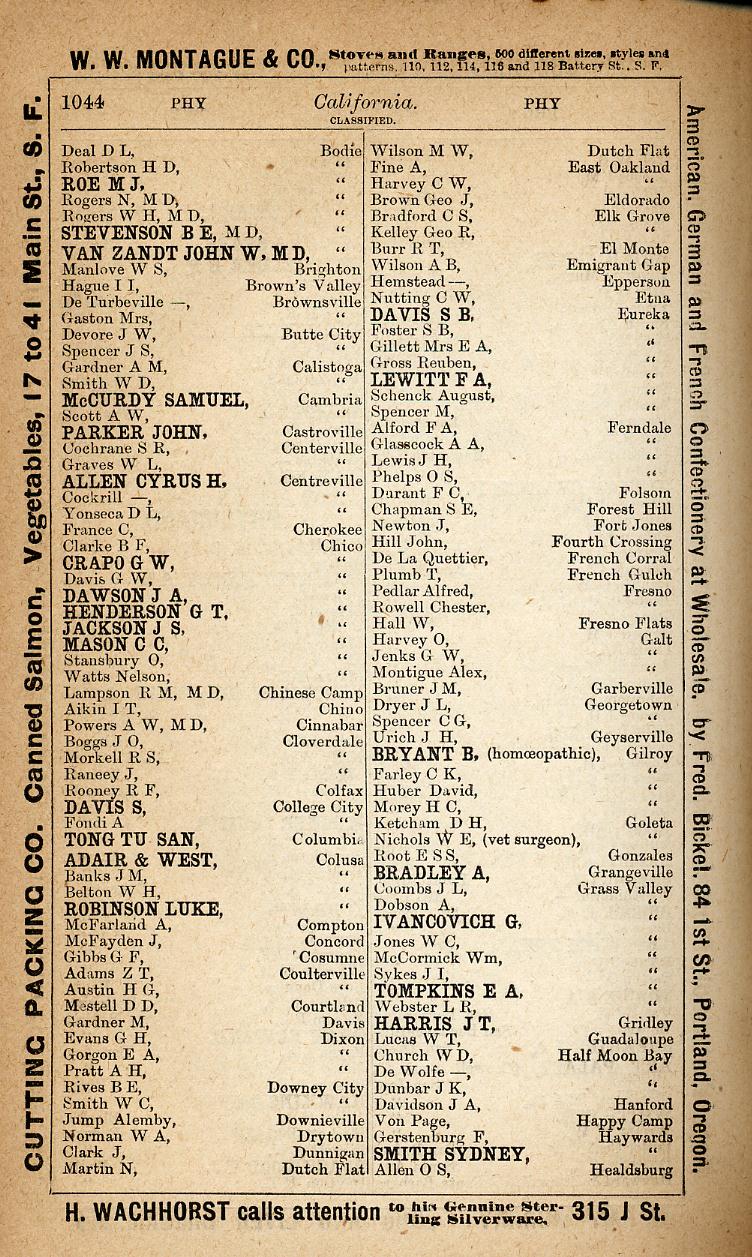 W. W. MONTAGUE & CO., Stoves and Ranges, 500 different sizes, styles and
patterns. 110, 112, 114, 116 and 118 Battery St., S. F.
1044 PHY California. PHY
CLASSIFIED.
Deal D L, Bodie
Robertson H D, “
ROE M J, “
Rogers N, M D, “
Rogers W H, M D, “
STEVENSON B E, M D, “
VAN ZANDT JOHN W, M D, “
Manlove W S, Brighton
Hague I I, Brown's Valley
De Turbeville —, Brownsville
Gaston Mrs, “
Devore J W, Butte City
Spencer J S, “
Gardner A M, Calistoga
Smith W D, “
McCURDY SAMUEL, Cambria
Scott A W, “
PARKER JOHN, Castroville
Cochrane S R, Centerville
Graves W L, “
ALLEN CYRUS H. Centreville
Cockrill —, “
Yonseca D L, “
France C, Cherokee
Clarke B F, Chico
CRAPO G W, “
Davis G W, “
DAWSON J A, “
HENDERSON G T, “
JACKSON J S, “
MASON C C, “
Stansbury O, “
Watts Nelson, “
Lampson R M, M D, Chinese Camp
Aikin I T, Chino
Powers A W, M D, Cinnabar
Boggs J O, Cloverdale
Morkell R S, “
Raneey J, “
Rooney R F, Colfax
DAVIS S, College City
Fondi A “
TONG TU SAN, Columbia
ADAIR & WEST, Colusa
Banks J M, “
Belton W H, “
ROBINSON LUKE, “
McFarland A, Compton
McFayden J, Concord
Gibbs G F, Cosumne
Adams Z T, Coulterville
Austin H G, “
Mestell D D, Courtland
Gardner M, Davis
Evans G H, Dixon
Gorgon E A, “
Pratt A H, “
Rives B E, Downey City
Smith W C, “
Jump Alemby, Downieville
Norman W A, Drytown
Clark J, Dunnigan
Martin N, Dutch Flat
Wilson M W, Dutch Flat
Fine A, East Oakland
Harvey C W, “
Brown Geo J, Eldorado
Bradford C S, Elk Grove
Kelley Geo R, “
Burr R T, El Monte
Wilson A B, Emigrant Gap
Hemstead —, Epperson
Nutting C W, Etna
DAVIS S B, Eureka
Foster S B, “
Gillett Mrs E A, “
Gross Reuben, “
LEWITT F A, “
Schenck August, “
Spencer M, “
Alford F A, Ferndale
Glasscock A A, “
Lewis J H, “
Phelps O S, “
Durant F C, Folsom
Chapman S E, Forest Hill
Newton J, Fort Jones
Hill John, Fourth Crossing
De La Quettier, French Corral
Plumb T, French Gulch
Pedlar Alfred, Fresno
Rowell Chester, “
Hall W, Fresno Flats
Harvey O, Galt
Jenks G W, “
Montigue Alex, “
Bruner J M, Garberville
Dryer J L, Georgetown
Spencer C G, “
Urich J H, Geyserville
BRYANT B, (homœopathic), Gilroy
Farley C K, “
Huber David, “
Morey H C, “
Ketcham D H, Goleta
Nichols W E, (vet surgeon), “
Root E S S, Gonzales
BRADLEY A, Grangeville
Coombs J L, Grass Valley
Dobson A, “
IVANCOVICH G, “
Jones W C, “
McCormick Wm, “
Sykes J I, “
TOMPKINS E A, “
Webster L R, “
HARRIS J T, Gridley
Lucas W T, Guadaloupe
Church W D, Half Moon Bay
De Wolfe —, “
Dunbar J K, “
Davidson J A, Hanford
Von Page, Happy Camp
Gerstenburg F, Haywards
SMITH SYDNEY, “
Allen O S, Healdsburg
CUTTING PACKING CO. Canned Salmon, Vegetables, 17 to 41 Main St., S. F.
American, German and French Confectionery at Wholesale. by Fred. Bickel. 84 1st St., Portland, Oregon.
H. WACHHORST calls attention to his Genuine Ster-
ling Silverware, 315 J St.